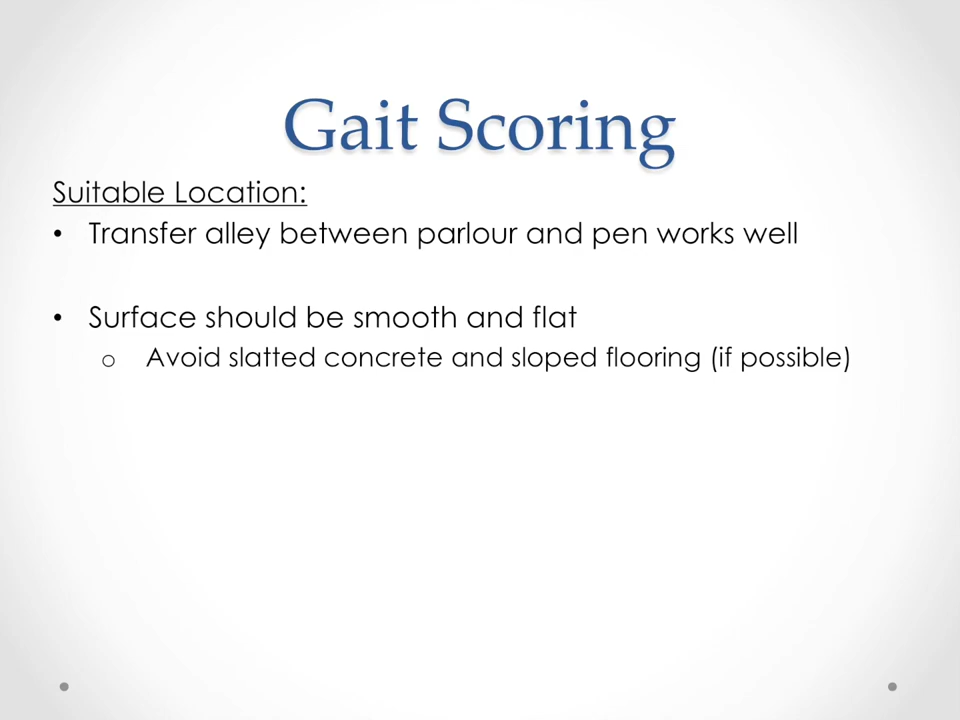 Gait Scoring
Suitable Location:
• Transfer alley between parlour and pen works well
• Surface should be smooth and flat
o Avoid slatted concrete and sloped flooring (if possible)